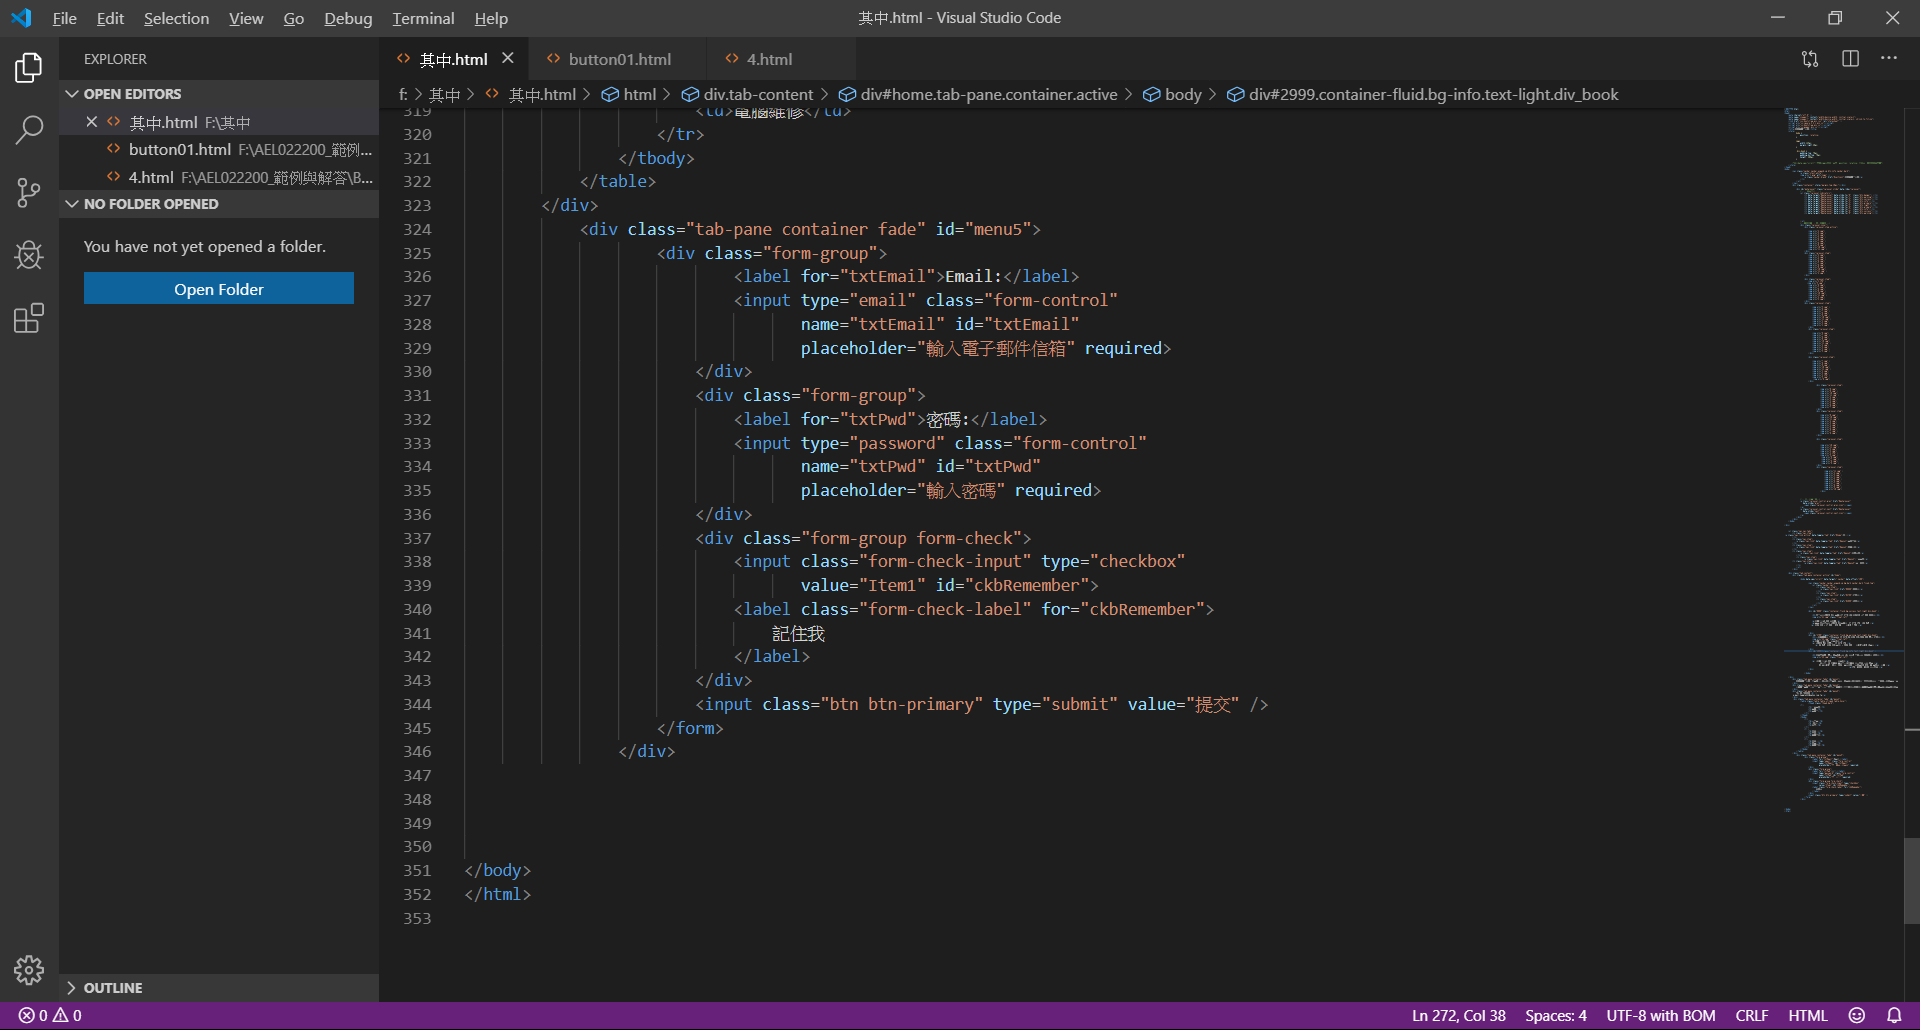 File Edit Selection View Go Debug Terminal Help
其中.html - Visual Studio Code
EXPLORER
OPEN EDITORS
其中.html F:\其中
button01.html F:\AEL022200_範例...
4.html F:\AEL022200_範例與解答\B...
NO FOLDER OPENED
You have not yet opened a folder.
Open Folder
OUTLINE
其中.html
button01.html
4.html
f: > 其中 > 其中.html > html > div.tab-content > div#home.tab-pane.container.active > body > div#2999.container-fluid.bg-info.text-light.div_book
319 <td>電腦維修</td>
320 </tr>
321 </tbody>
322 </table>
323 </div>
324 <div class="tab-pane container fade" id="menu5">
325 <div class="form-group">
326 <label for="txtEmail">Email:</label>
327 <input type="email" class="form-control"
328 name="txtEmail" id="txtEmail"
329 placeholder="輸入電子郵件信箱" required>
330 </div>
331 <div class="form-group">
332 <label for="txtPwd">密碼:</label>
333 <input type="password" class="form-control"
334 name="txtPwd" id="txtPwd"
335 placeholder="輸入密碼" required>
336 </div>
337 <div class="form-group form-check">
338 <input class="form-check-input" type="checkbox"
339 value="Item1" id="ckbRemember">
340 <label class="form-check-label" for="ckbRemember">
341 記住我
342 </label>
343 </div>
344 <input class="btn btn-primary" type="submit" value="提交" />
345 </form>
346 </div>
347
348
349
350
351 </body>
352 </html>
353
0 0
Ln 272, Col 38 Spaces: 4 UTF-8 with BOM CRLF HTML